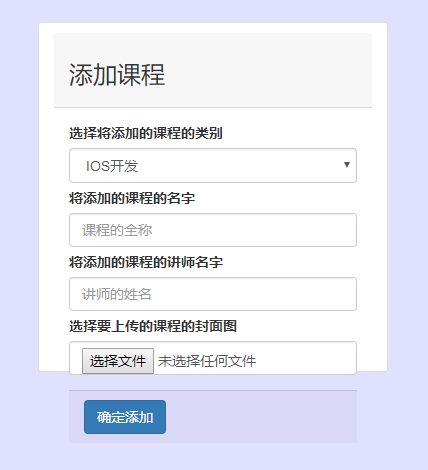 添加课程
选择将添加的课程的类别
IOS开发
将添加的课程的名字
课程的全称
将添加的课程的讲师名字
讲师的姓名
选择要上传的课程的封面图
选择文件 未选择任何文件
确定添加